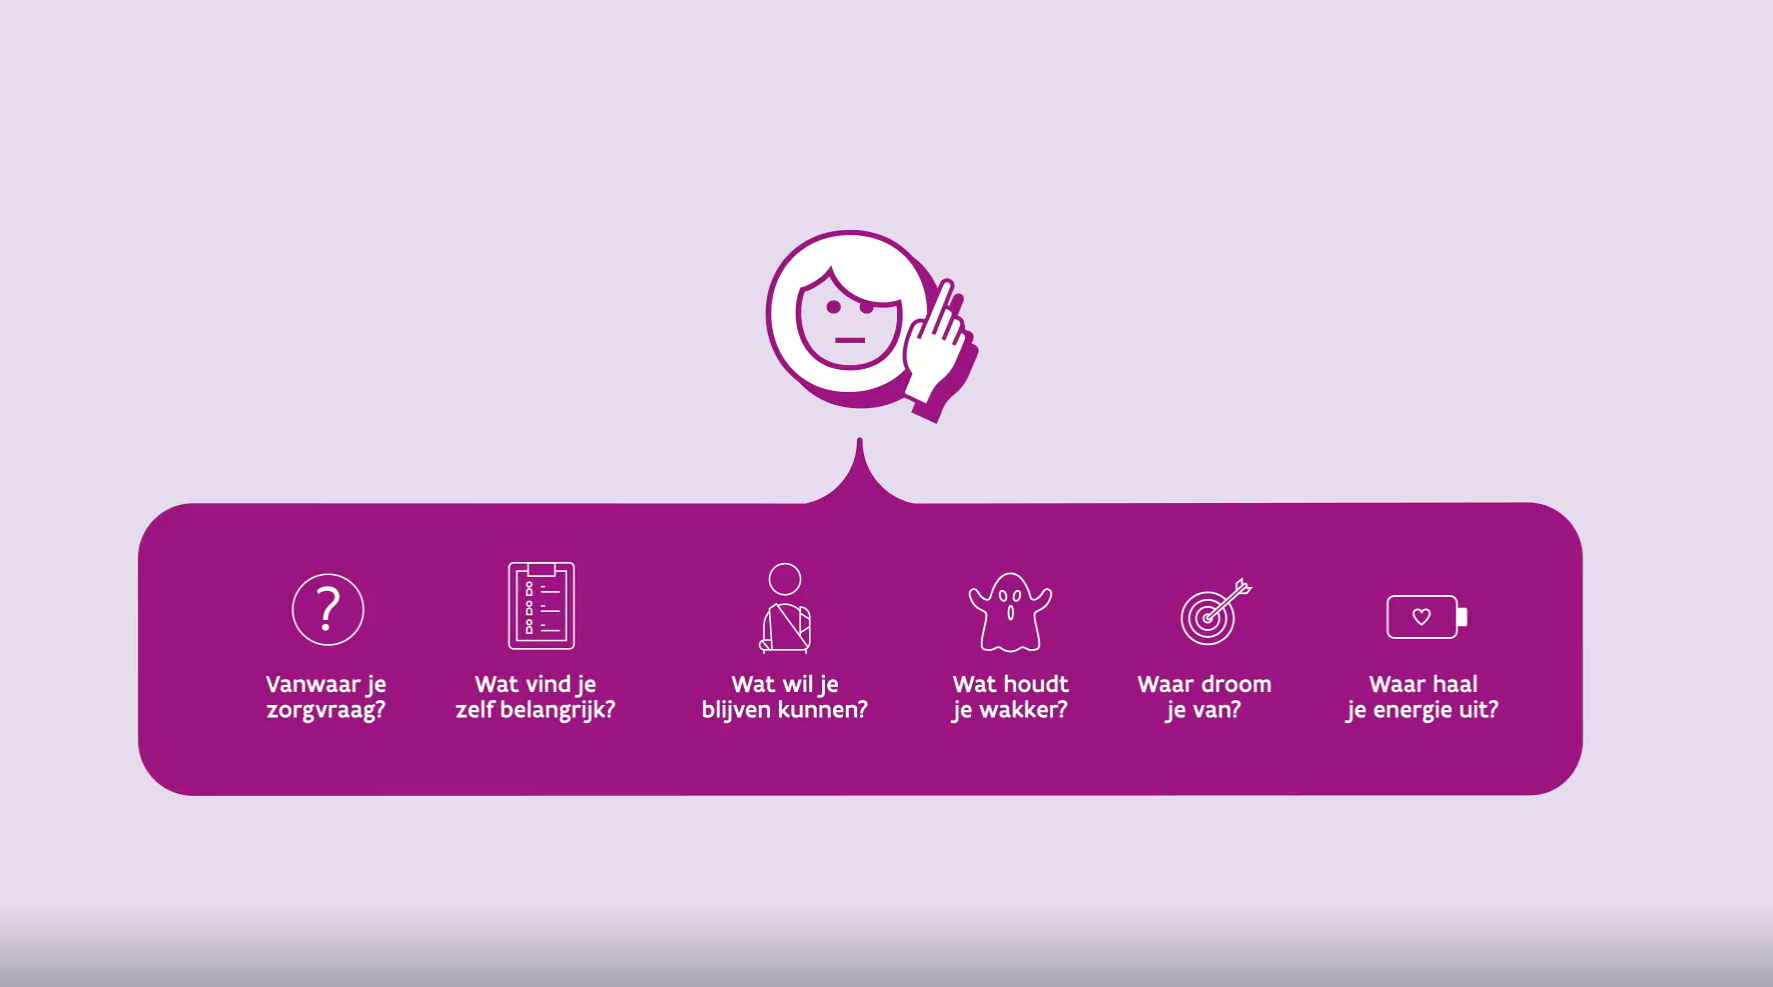 ?
Vanwaar je
zorgvraag?
Wat vind je
zelf belangrijk?
Wat wil je
blijven kunnen?
Wat houdt
je wakker?
Waar droom
je van?
Waar haal
je energie uit?